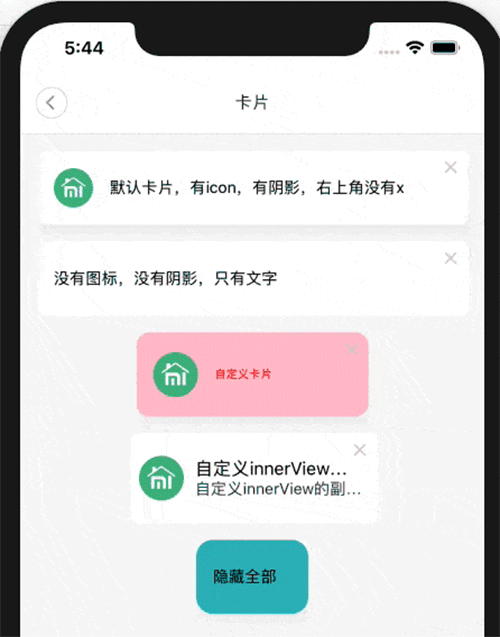 5:44
卡片
默认卡片，有icon，有阴影，右上角没有x
没有图标，没有阴影，只有文字
自定义卡片
自定义innerView...
自定义innerView的副...
隐藏全部